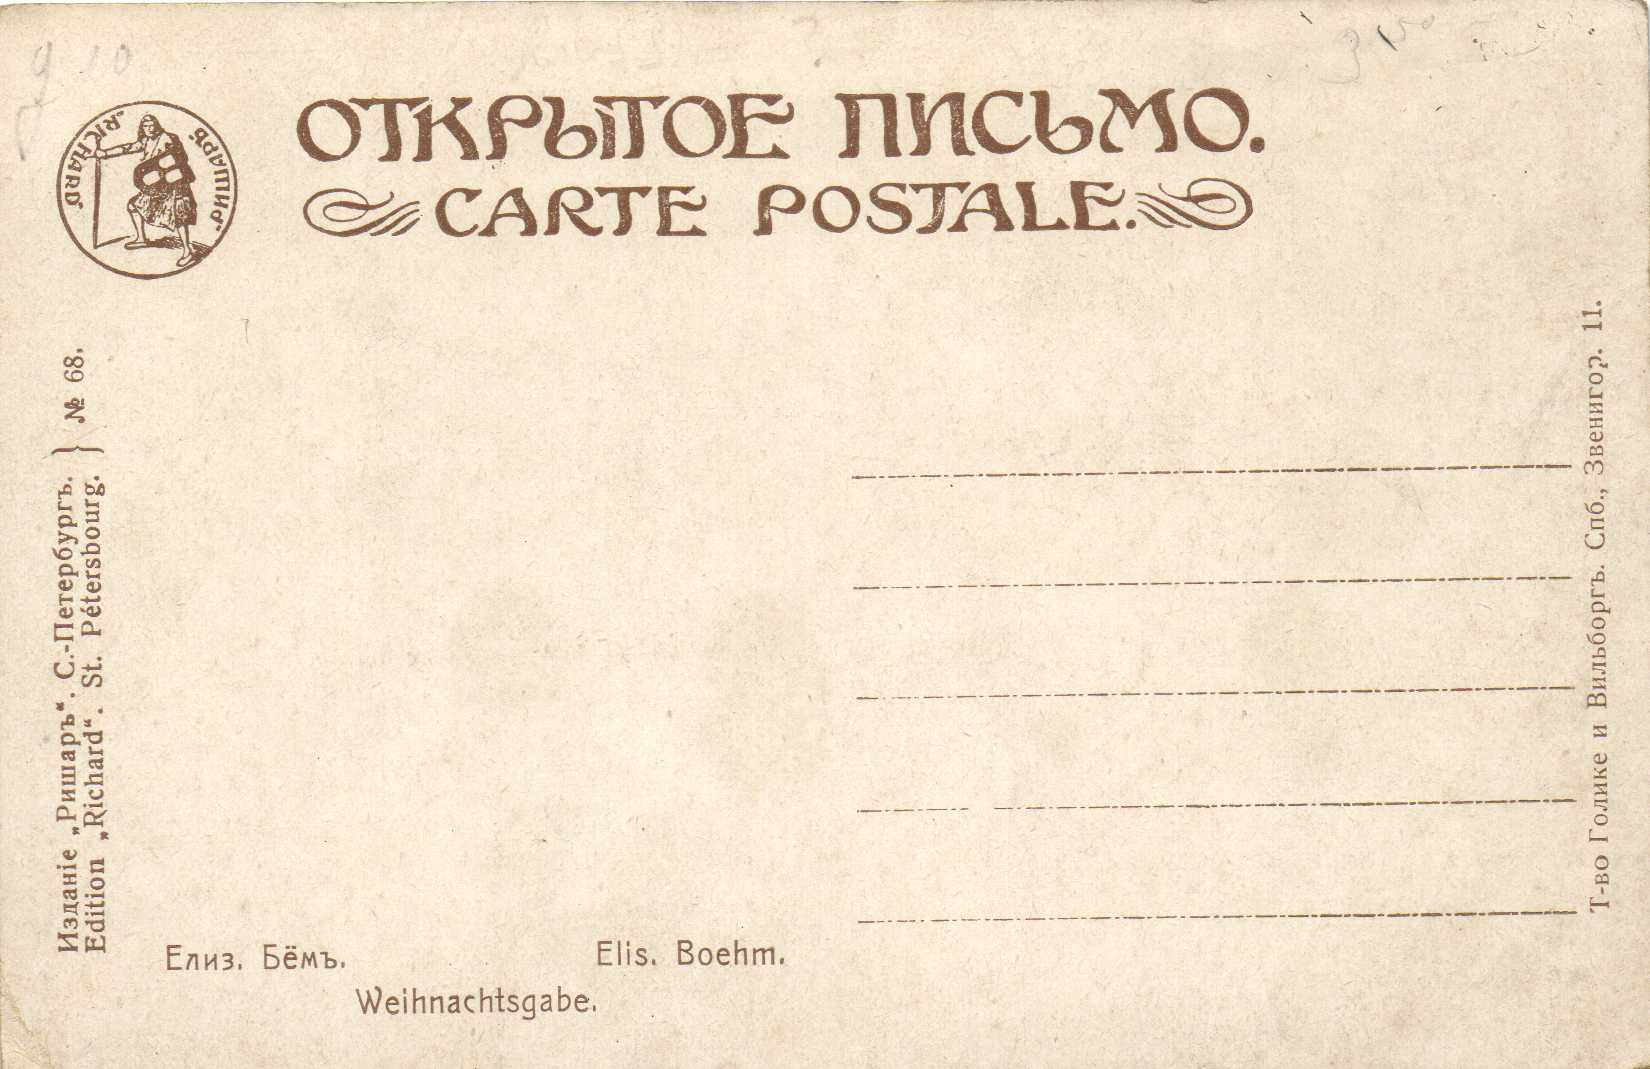 ОТКРЫТОЕ ПИСЬМО.
CARTE POSTALE.
„RICHARD“
„РИШАРЪ“
Изданіе „Ришаръ“. С.-Петербургъ.
Edition „Richard“. St. Pétersbourg.
№ 68.
Елиз. Бёмъ.
Elis. Boehm.
Weihnachtsgabe.
Т-во Голике и Вильборгъ. Спб., Звенигор. 11.